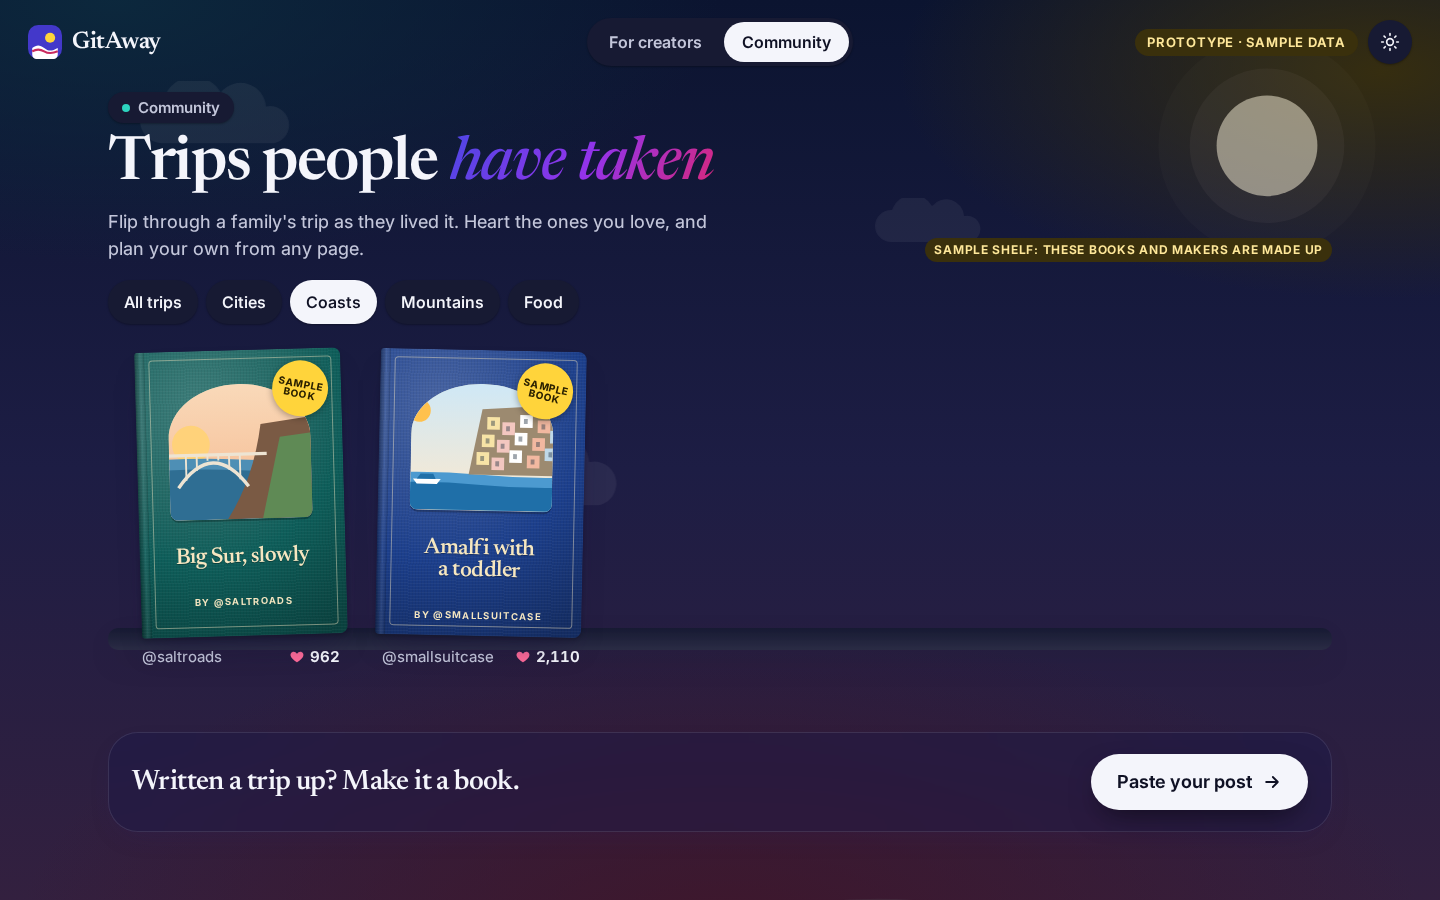 GitAway
For creators
Community
PROTOTYPE · SAMPLE DATA
Community
Trips people have taken
Flip through a family's trip as they lived it. Heart the ones you love, and
plan your own from any page.
SAMPLE SHELF: THESE BOOKS AND MAKERS ARE MADE UP
All trips
Cities
Coasts
Mountains
Food
SAMPLE
BOOK
Big Sur, slowly
BY @SALTROADS
SAMPLE
BOOK
Amalfi with
a toddler
BY @SMALLSUITCASE
@saltroads
962
@smallsuitcase
2,110
Written a trip up? Make it a book.
Paste your post →